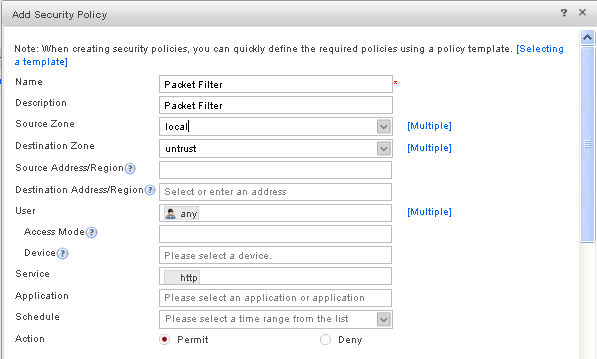 Add Security Policy ? ×
Note: When creating security policies, you can quickly define the required policies using a policy template. [Selecting
a template]
Name Packet Filter *
Description Packet Filter
Source Zone local [Multiple]
Destination Zone untrust [Multiple]
Source Address/Region ?
Destination Address/Region ? Select or enter an address
User any [Multiple]
Access Mode ?
Device ? Please select a device.
Service http
Application Please select an application or application
Schedule Please select a time range from the list
Action Permit Deny